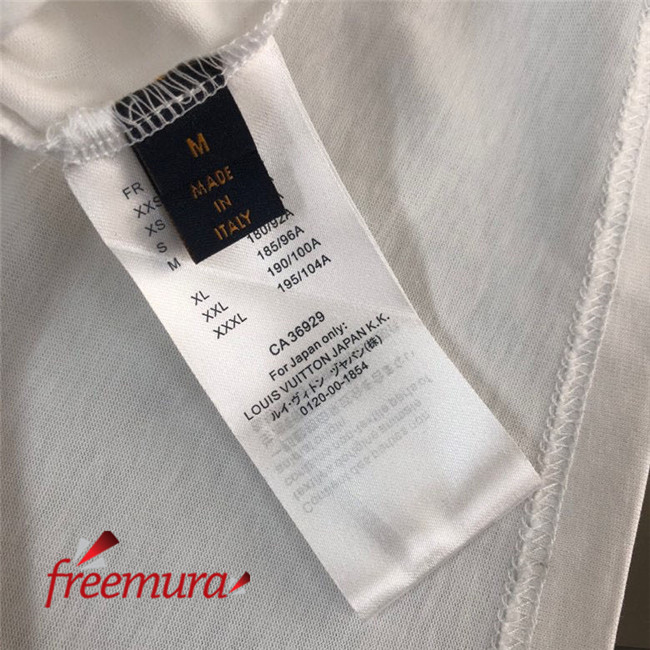 M
MADE
IN
ITALY
FR
XXS
XS
S
M
XL
XXL
XXXL
180/92A
185/96A
190/100A
195/104A
CA 36929
For Japan only:
LOUIS VUITTON JAPAN K.K.
ルイ・ヴィトン ヅャパン(株)
0120-00-1854
freemura